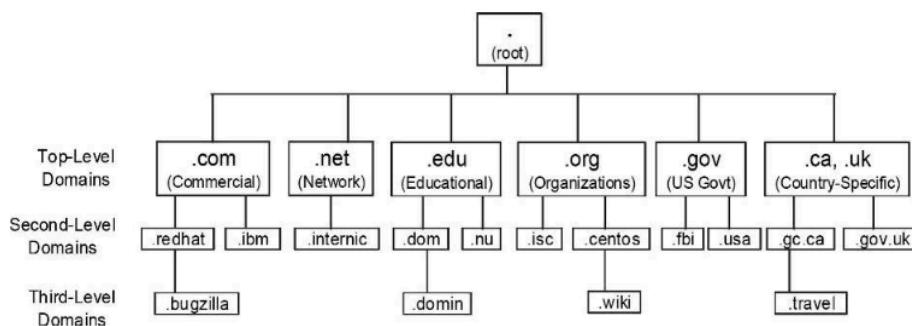 .
(root)
Top-Level
Domains
.com
(Commercial)
.net
(Network)
.edu
(Educational)
.org
(Organizations)
.gov
(US Govt)
.ca, .uk
(Country-Specific)
Second-Level
Domains
.redhat
.ibm
.internic
.dom
.nu
.isc
.centos
.fbi
.usa
.gc.ca
.gov.uk
Third-Level
Domains
.bugzilla
.domin
.wiki
.travel